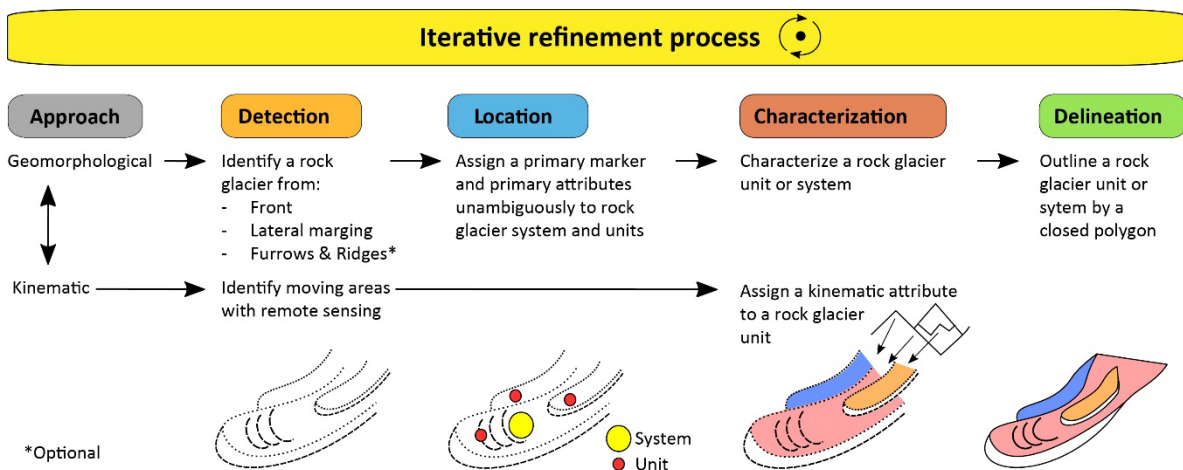 Iterative refinement process
Approach
Detection
Location
Characterization
Delineation
Geomorphological
Identify a rock
glacier from:
- Front
- Lateral marging
- Furrows & Ridges*
Assign a primary marker
and primary attributes
unambiguously to rock
glacier system and units
Characterize a rock glacier
unit or system
Outline a rock
glacier unit or
sytem by a
closed polygon
Kinematic
Identify moving areas
with remote sensing
Assign a kinematic attribute
to a rock glacier
unit
*Optional
System
Unit